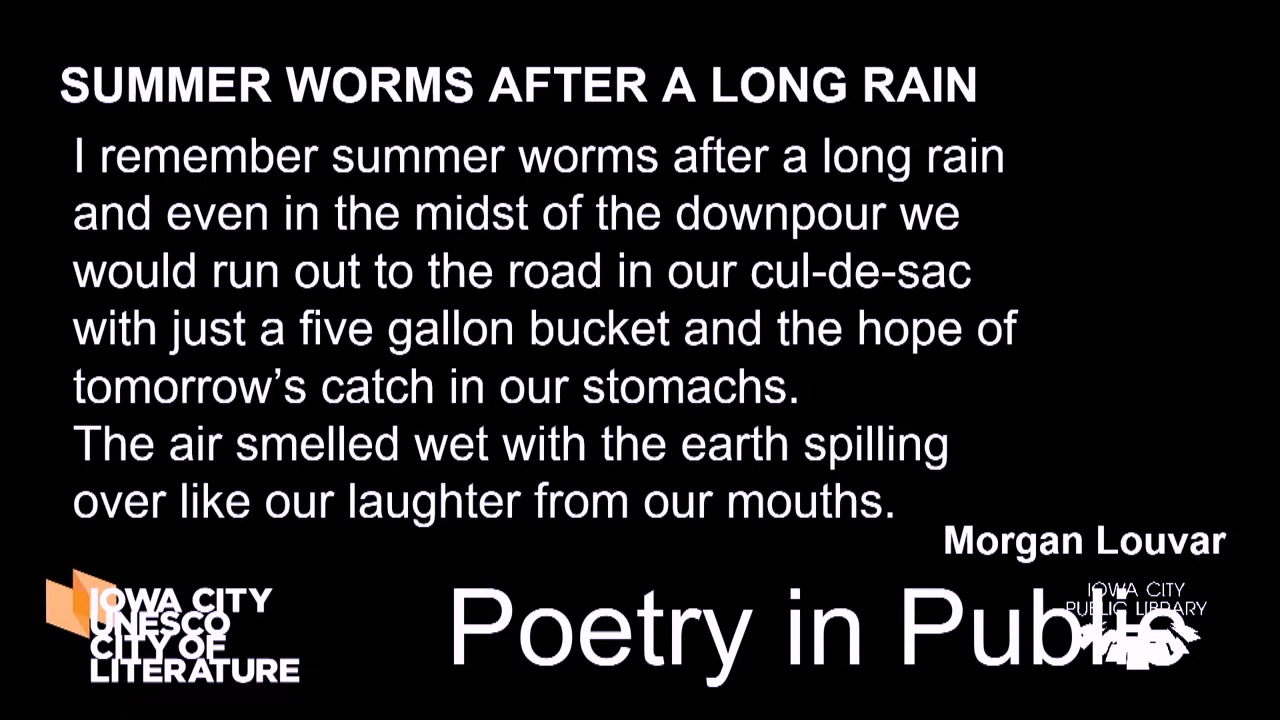 SUMMER WORMS AFTER A LONG RAIN
I remember summer worms after a long rain
and even in the midst of the downpour we
would run out to the road in our cul-de-sac
with just a five gallon bucket and the hope of
tomorrow’s catch in our stomachs.
The air smelled wet with the earth spilling
over like our laughter from our mouths.
Morgan Louvar
IOWA CITY
UNESCO
CITY OF
LITERATURE
Poetry in Public
IOWA CITY
PUBLIC LIBRARY